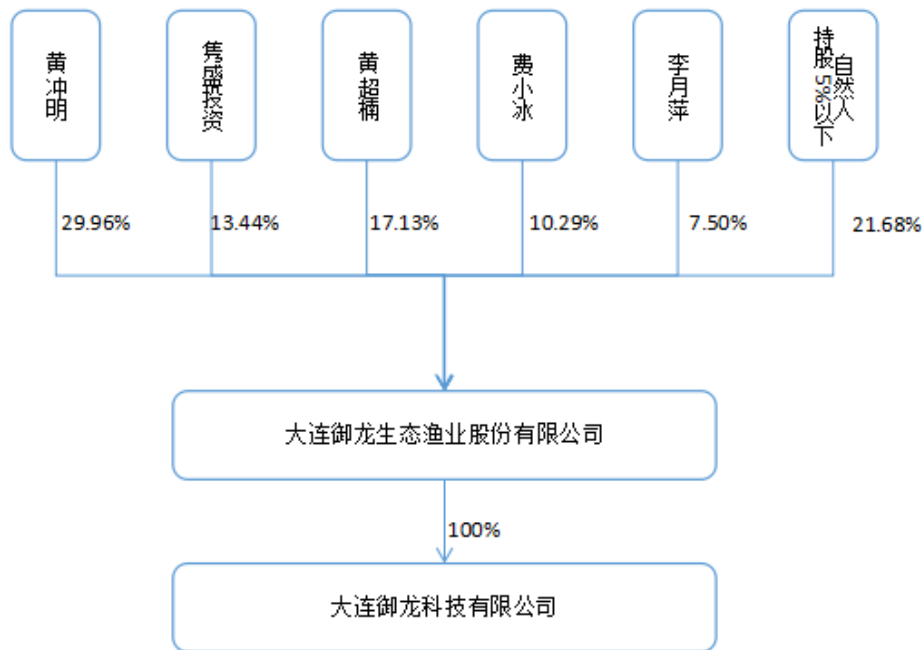 黄冲明
隽盛投资
黄超楠
费小冰
李月萍
自然人
持股5%以下
29.96%
13.44%
17.13%
10.29%
7.50%
21.68%
大连御龙生态渔业股份有限公司
100%
大连御龙科技有限公司